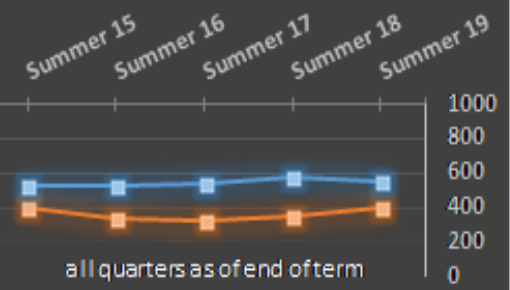 Summer 15
Summer 16
Summer 17
Summer 18
Summer 19
1000
800
600
400
200
0
all quarters as of end of term